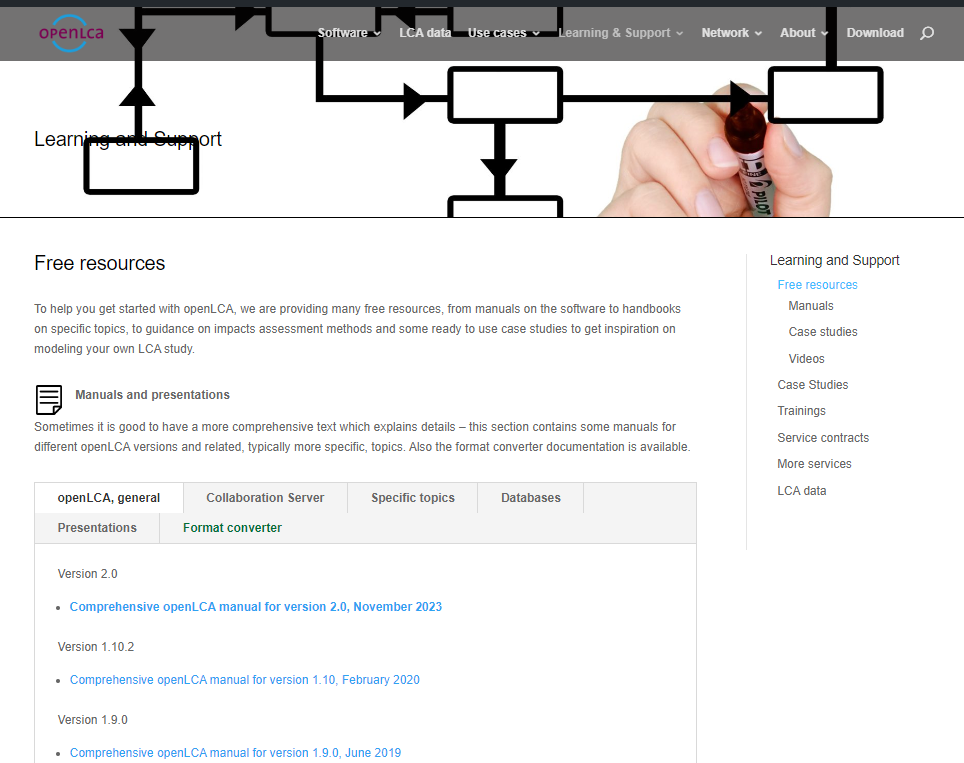 openLCA
Software LCA data Use cases Learning & Support Network About Download
Learning and Support
PILOT
Free resources
To help you get started with openLCA, we are providing many free resources, from manuals on the software to handbooks
on specific topics, to guidance on impacts assessment methods and some ready to use case studies to get inspiration on
modeling your own LCA study.
Manuals and presentations
Sometimes it is good to have a more comprehensive text which explains details – this section contains some manuals for
different openLCA versions and related, typically more specific, topics. Also the format converter documentation is available.
openLCA, general Collaboration Server Specific topics Databases
Presentations Format converter
Version 2.0
Comprehensive openLCA manual for version 2.0, November 2023
Version 1.10.2
Comprehensive openLCA manual for version 1.10, February 2020
Version 1.9.0
Comprehensive openLCA manual for version 1.9.0, June 2019
Learning and Support
Free resources
Manuals
Case studies
Videos
Case Studies
Trainings
Service contracts
More services
LCA data